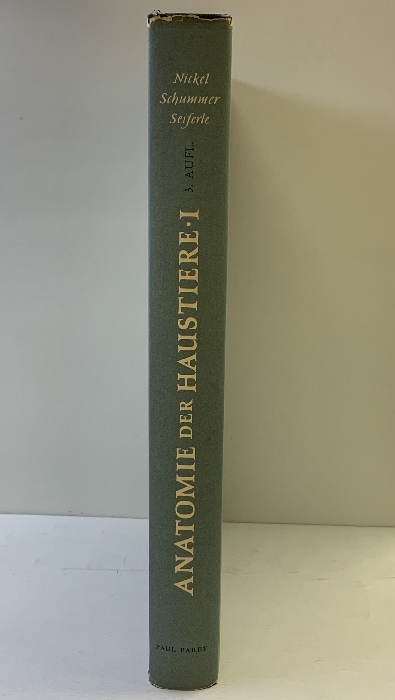 Nickel
Schummer
Seiferle
3. AUFL.
ANATOMIE DER HAUSTIERE · I
PAUL PAREY